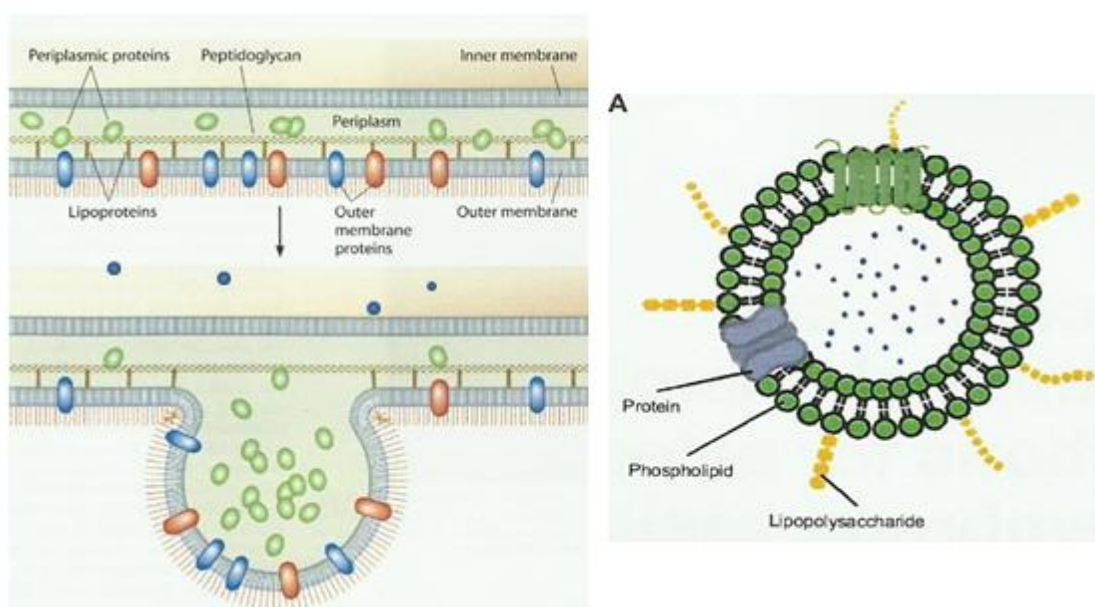 Periplasmic proteins
Peptidoglycan
Inner membrane
Periplasm
Lipoproteins
Outer
membrane
proteins
Outer membrane
A
Protein
Phospholipid
Lipopolysaccharide